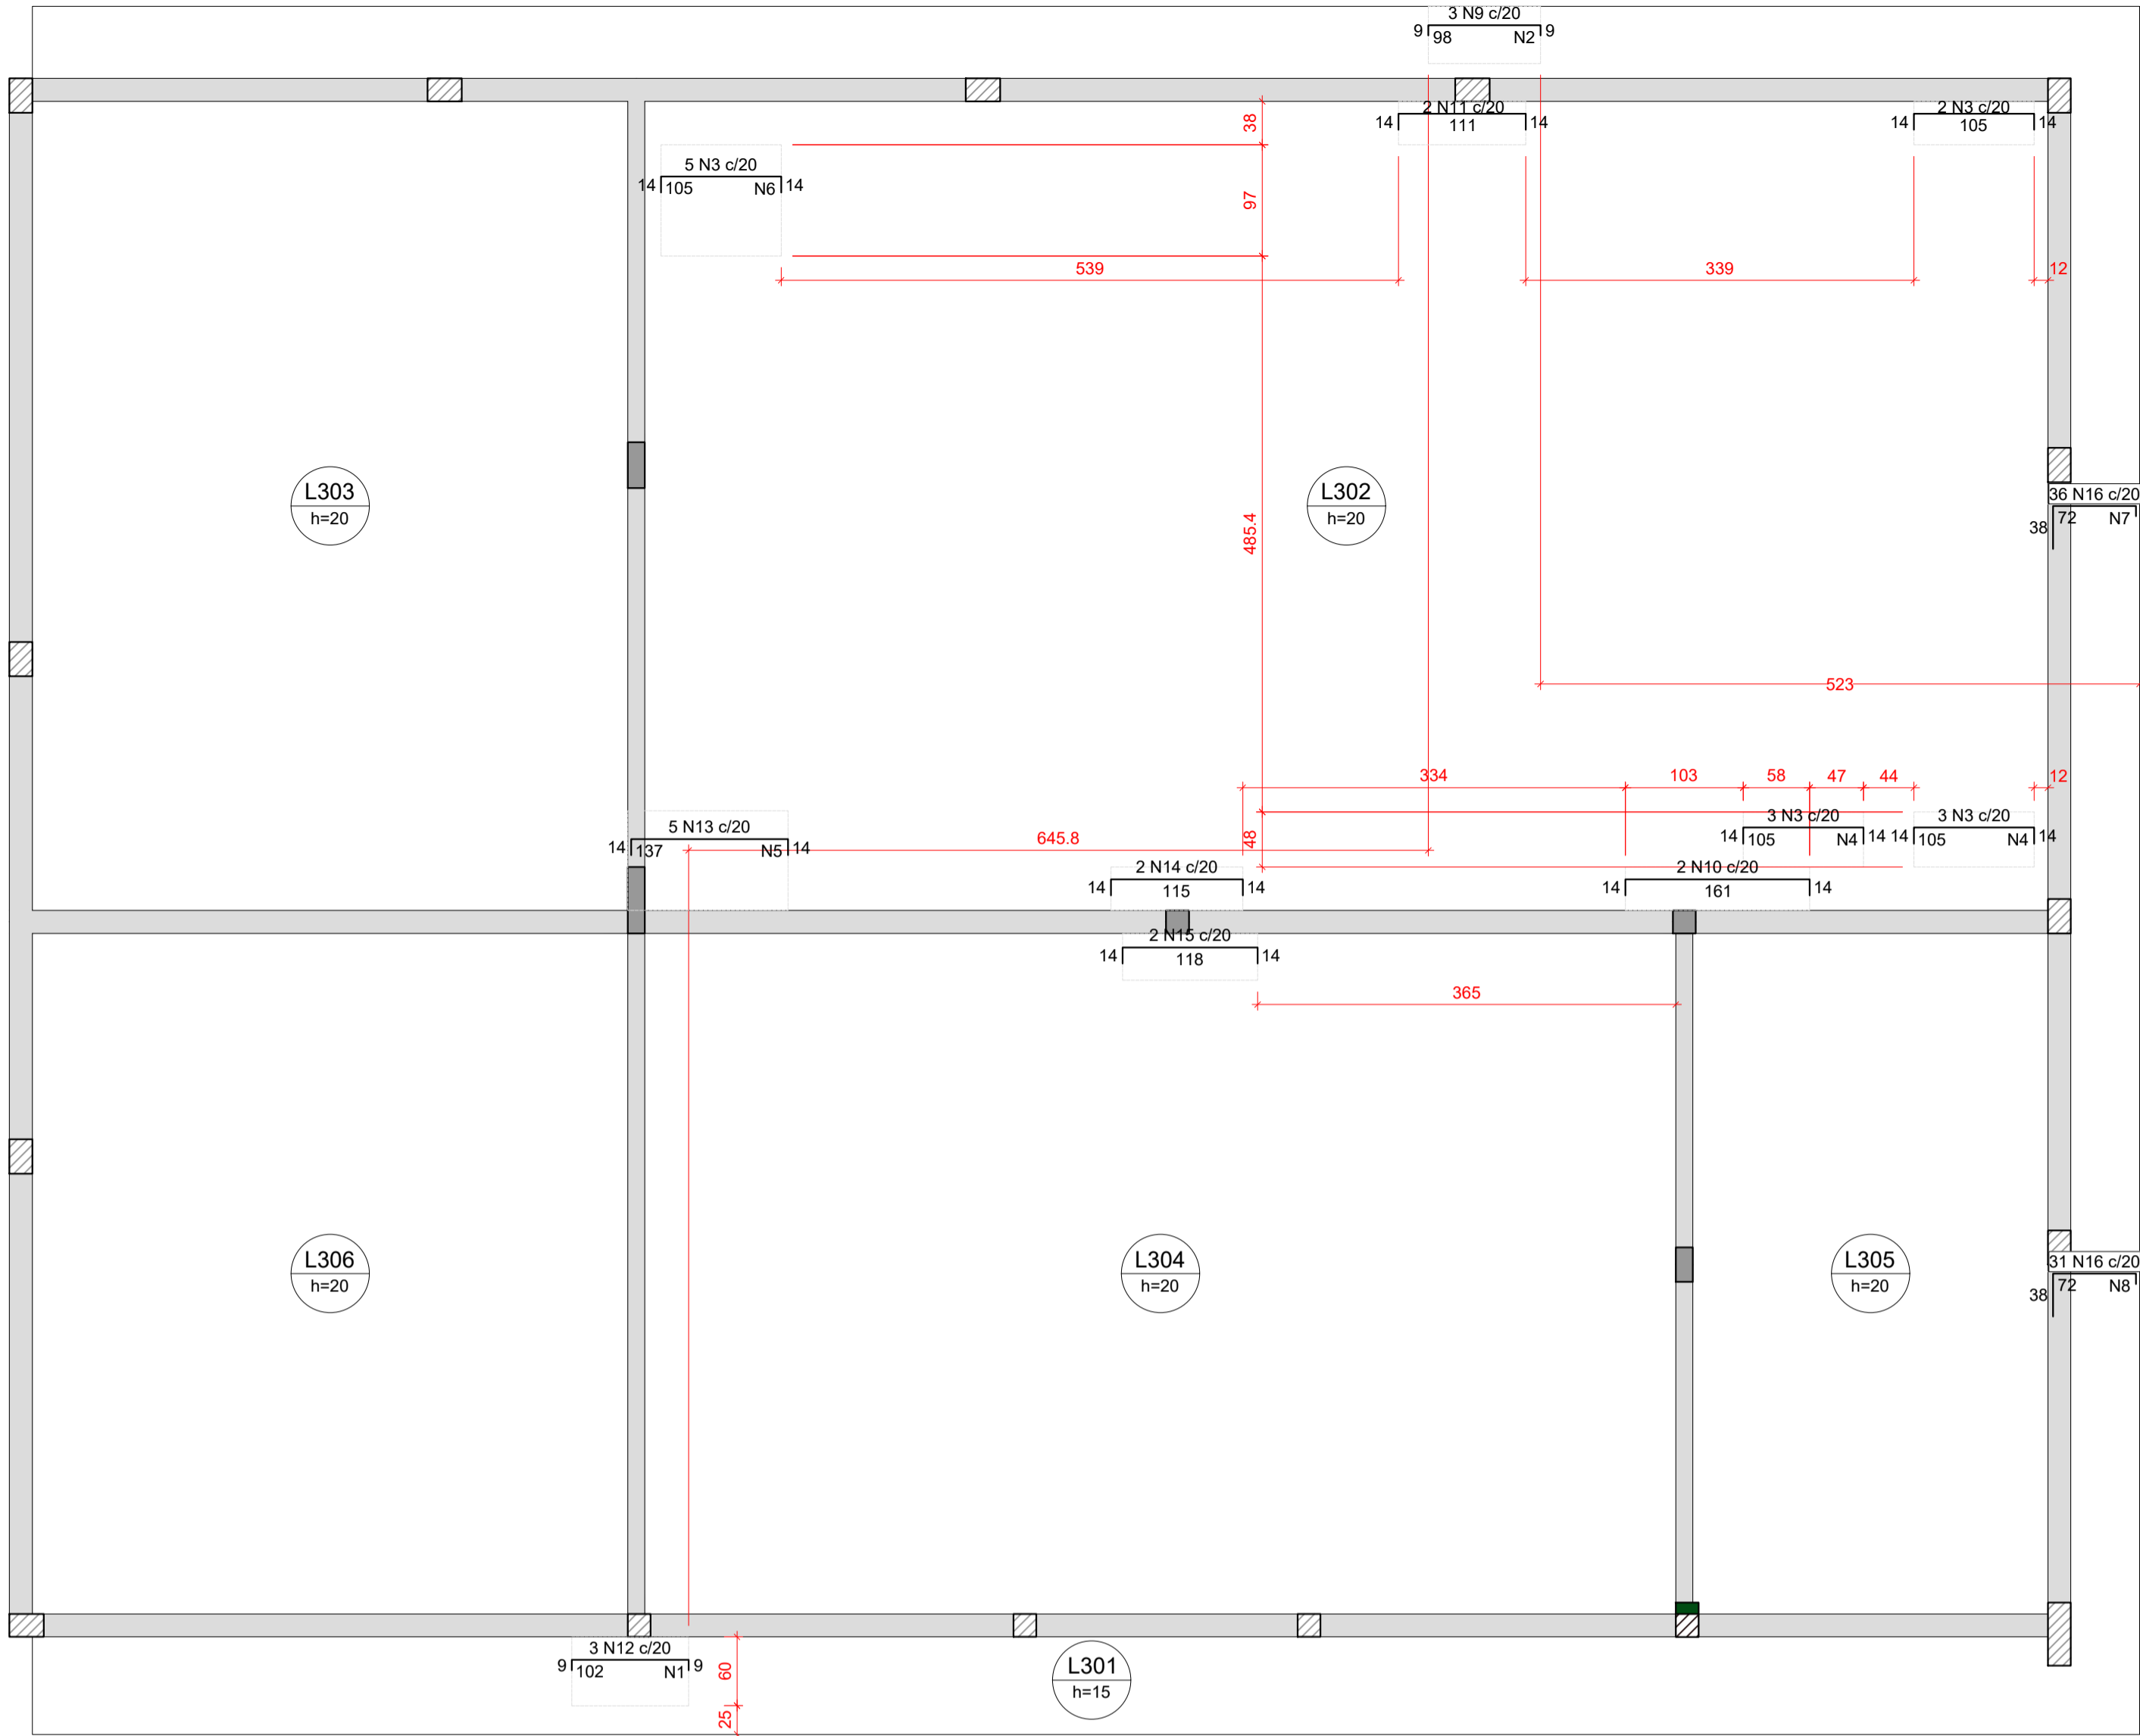 3 N9 c/20
9 98 N2 9
2 N11 c/20
14 111 14
2 N3 c/20
14 105 14
38
5 N3 c/20
14 105 N6 14
97
539
339
12
L303
h=20
L302
h=20
36 N16 c/20
72 N7
38
485.4
523
334
103
58
47
44
12
5 N13 c/20
14 137 N5 14
645.8
48
3 N3 c/20
14 105 N4 14
3 N3 c/20
14 105 N4 14
2 N14 c/20
14 115 14
2 N10 c/20
14 161 14
2 N15 c/20
14 118 14
365
L306
h=20
L304
h=20
L305
h=20
31 N16 c/20
72 N8
38
3 N12 c/20
9 102 N1 9
60
25
L301
h=15